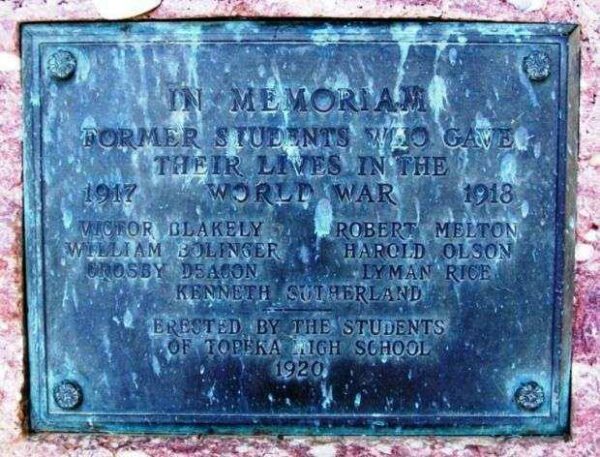 IN MEMORIAM
FORMER STUDENTS WHO GAVE
THEIR LIVES IN THE
1917 WORLD WAR 1918
VICTOR BLAKELY ROBERT MELTON
WILLIAM BOLINGER HAROLD OLSON
CROSBY DEACON LYMAN RICE
KENNETH SUTHERLAND
ERECTED BY THE STUDENTS
OF TOPEKA HIGH SCHOOL
1920